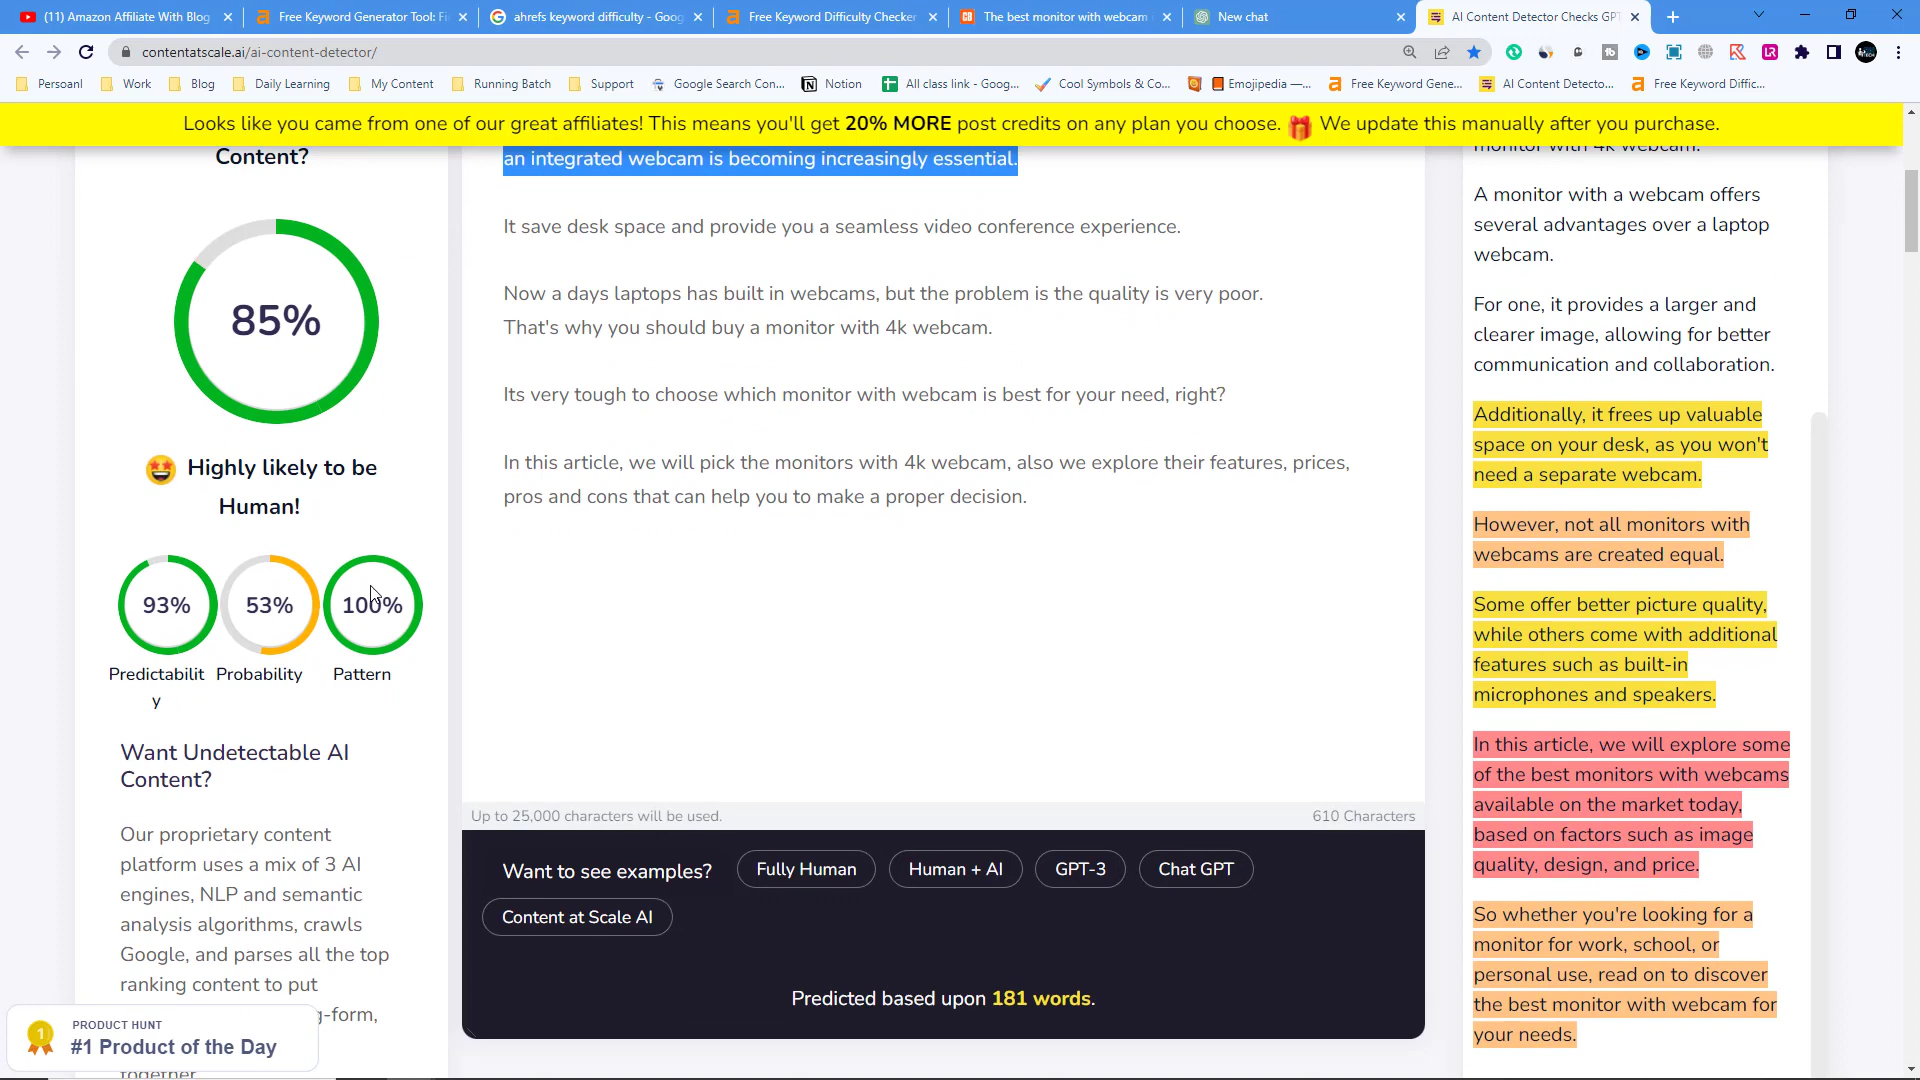 (11) Amazon Affiliate With Blog
Free Keyword Generator Tool: Fi
ahrefs keyword difficulty - Goog
Free Keyword Difficulty Checker
The best monitor with webcam
New chat
AI Content Detector Checks GPT
contentatscale.ai/ai-content-detector/
Persoanl
Work
Blog
Daily Learning
My Content
Running Batch
Support
Google Search Con...
Notion
All class link - Goog...
Cool Symbols & Co...
Emojipedia —...
Free Keyword Gene...
AI Content Detecto...
Free Keyword Diffic...
Looks like you came from one of our great affiliates! This means you'll get 20% MORE post credits on any plan you choose. 🎁 We update this manually after you purchase.
Content?
85%
🤩 Highly likely to be
Human!
93%
53%
100%
Predictabilit
y
Probability
Pattern
Want Undetectable AI
Content?
Our proprietary content
platform uses a mix of 3 AI
engines, NLP and semantic
analysis algorithms, crawls
Google, and parses all the top
ranking content to put
g-form,
together
PRODUCT HUNT
#1 Product of the Day
1
an integrated webcam is becoming increasingly essential.
It save desk space and provide you a seamless video conference experience.
Now a days laptops has built in webcams, but the problem is the quality is very poor.
That's why you should buy a monitor with 4k webcam.
Its very tough to choose which monitor with webcam is best for your need, right?
In this article, we will pick the monitors with 4k webcam, also we explore their features, prices,
pros and cons that can help you to make a proper decision.
Up to 25,000 characters will be used.
610 Characters
Want to see examples?
Fully Human
Human + AI
GPT-3
Chat GPT
Content at Scale AI
Predicted based upon 181 words.
monitor with 4k webcam.
A monitor with a webcam offers
several advantages over a laptop
webcam.
For one, it provides a larger and
clearer image, allowing for better
communication and collaboration.
Additionally, it frees up valuable
space on your desk, as you won't
need a separate webcam.
However, not all monitors with
webcams are created equal.
Some offer better picture quality,
while others come with additional
features such as built-in
microphones and speakers.
In this article, we will explore some
of the best monitors with webcams
available on the market today,
based on factors such as image
quality, design, and price.
So whether you're looking for a
monitor for work, school, or
personal use, read on to discover
the best monitor with webcam for
your needs.